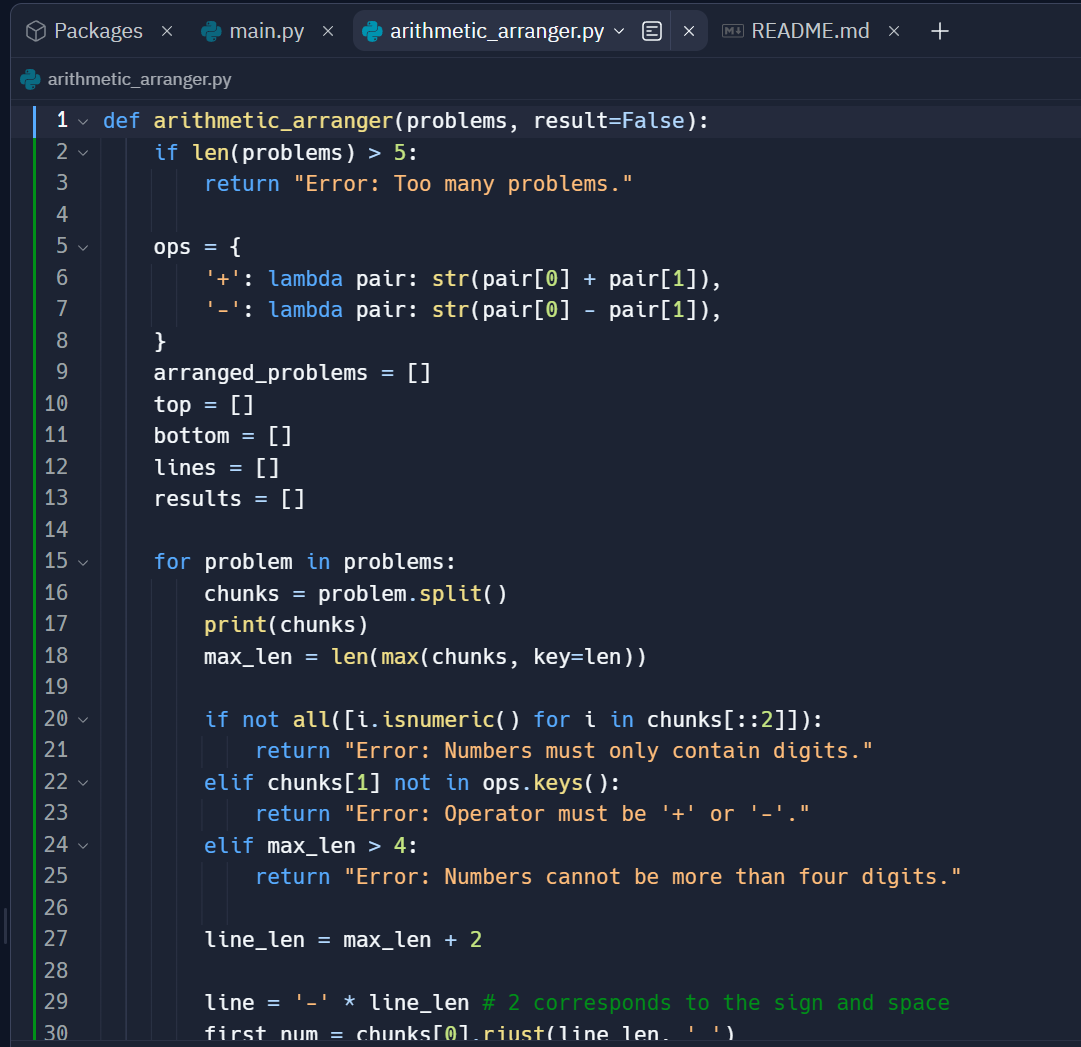 Packages × main.py × arithmetic_arranger.py × README.md × +
arithmetic_arranger.py
1 def arithmetic_arranger(problems, result=False):
2     if len(problems) > 5:
3         return "Error: Too many problems."
4
5     ops = {
6         '+': lambda pair: str(pair[0] + pair[1]),
7         '-': lambda pair: str(pair[0] - pair[1]),
8     }
9     arranged_problems = []
10     top = []
11     bottom = []
12     lines = []
13     results = []
14
15     for problem in problems:
16         chunks = problem.split()
17         print(chunks)
18         max_len = len(max(chunks, key=len))
19
20         if not all([i.isnumeric() for i in chunks[::2]]):
21             return "Error: Numbers must only contain digits."
22         elif chunks[1] not in ops.keys():
23             return "Error: Operator must be '+' or '-'."
24         elif max_len > 4:
25             return "Error: Numbers cannot be more than four digits."
26
27         line_len = max_len + 2
28
29         line = '-' * line_len # 2 corresponds to the sign and space
30         first_num = chunks[0].rjust(line_len, ' ')